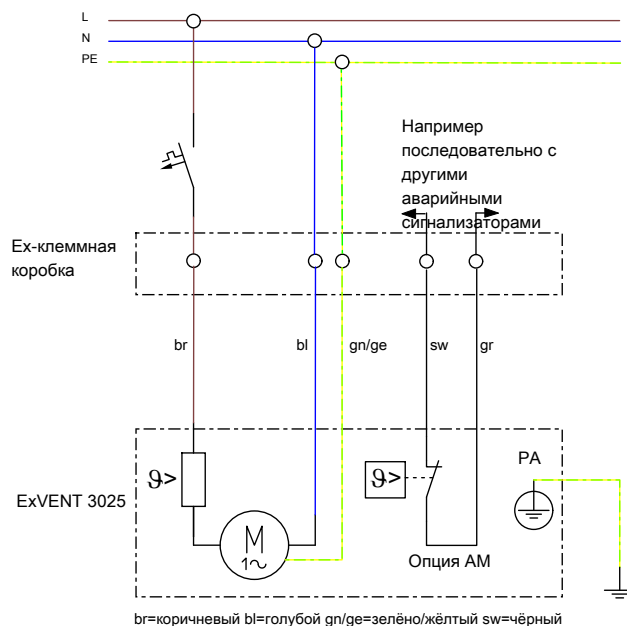 L
N
PE
Например
последовательно с
другими
аварийными
сигнализаторами
Ex-клеммная
коробка
br
bl
gn/ge
sw
gr
ϑ>
ϑ>
PA
ExVENT 3025
M
1~
Опция AM
br=коричневый bl=голубой gn/ge=зелёно/жёлтый sw=чёрный